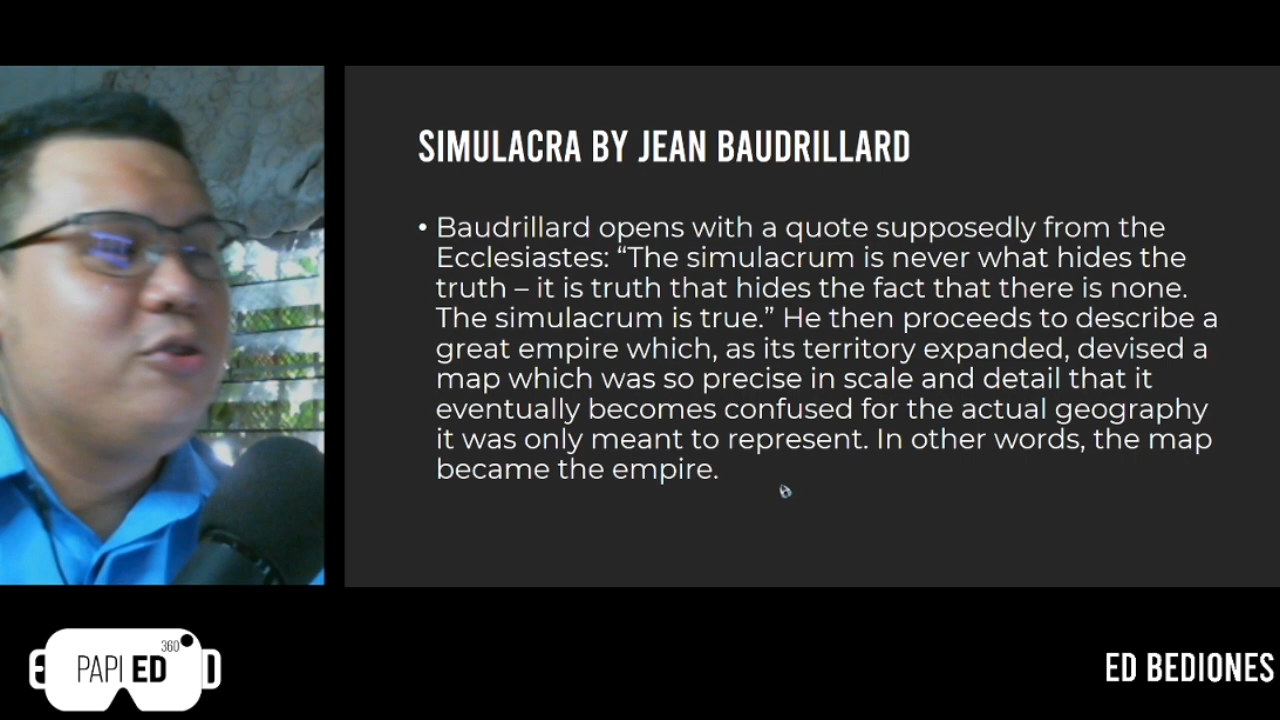 SIMULACRA BY JEAN BAUDRILLARD
• Baudrillard opens with a quote supposedly from the
Ecclesiastes: “The simulacrum is never what hides the
truth – it is truth that hides the fact that there is none.
The simulacrum is true.” He then proceeds to describe a
great empire which, as its territory expanded, devised a
map which was so precise in scale and detail that it
eventually becomes confused for the actual geography
it was only meant to represent. In other words, the map
became the empire.
360
PAPI ED
ED BEDIONES